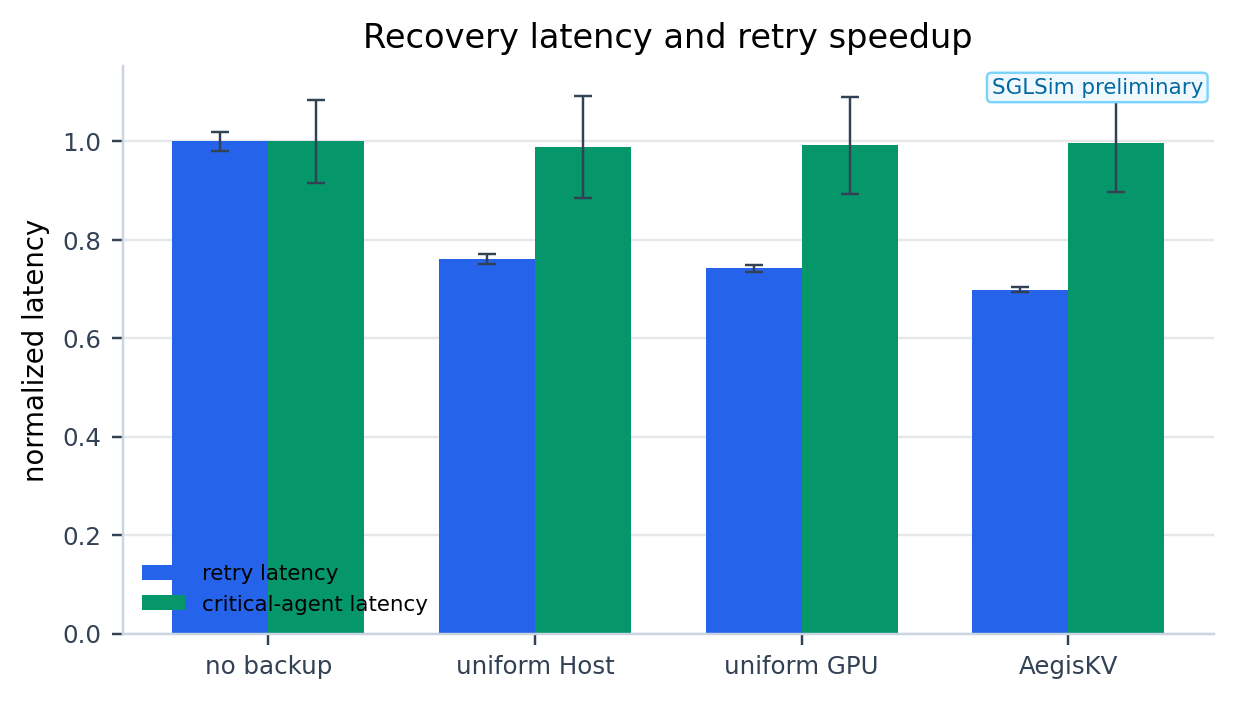 Recovery latency and retry speedup
SGLSim preliminary
normalized latency
1.0
0.8
0.6
0.4
0.2
0.0
retry latency
critical-agent latency
no backup
uniform Host
uniform GPU
AegisKV